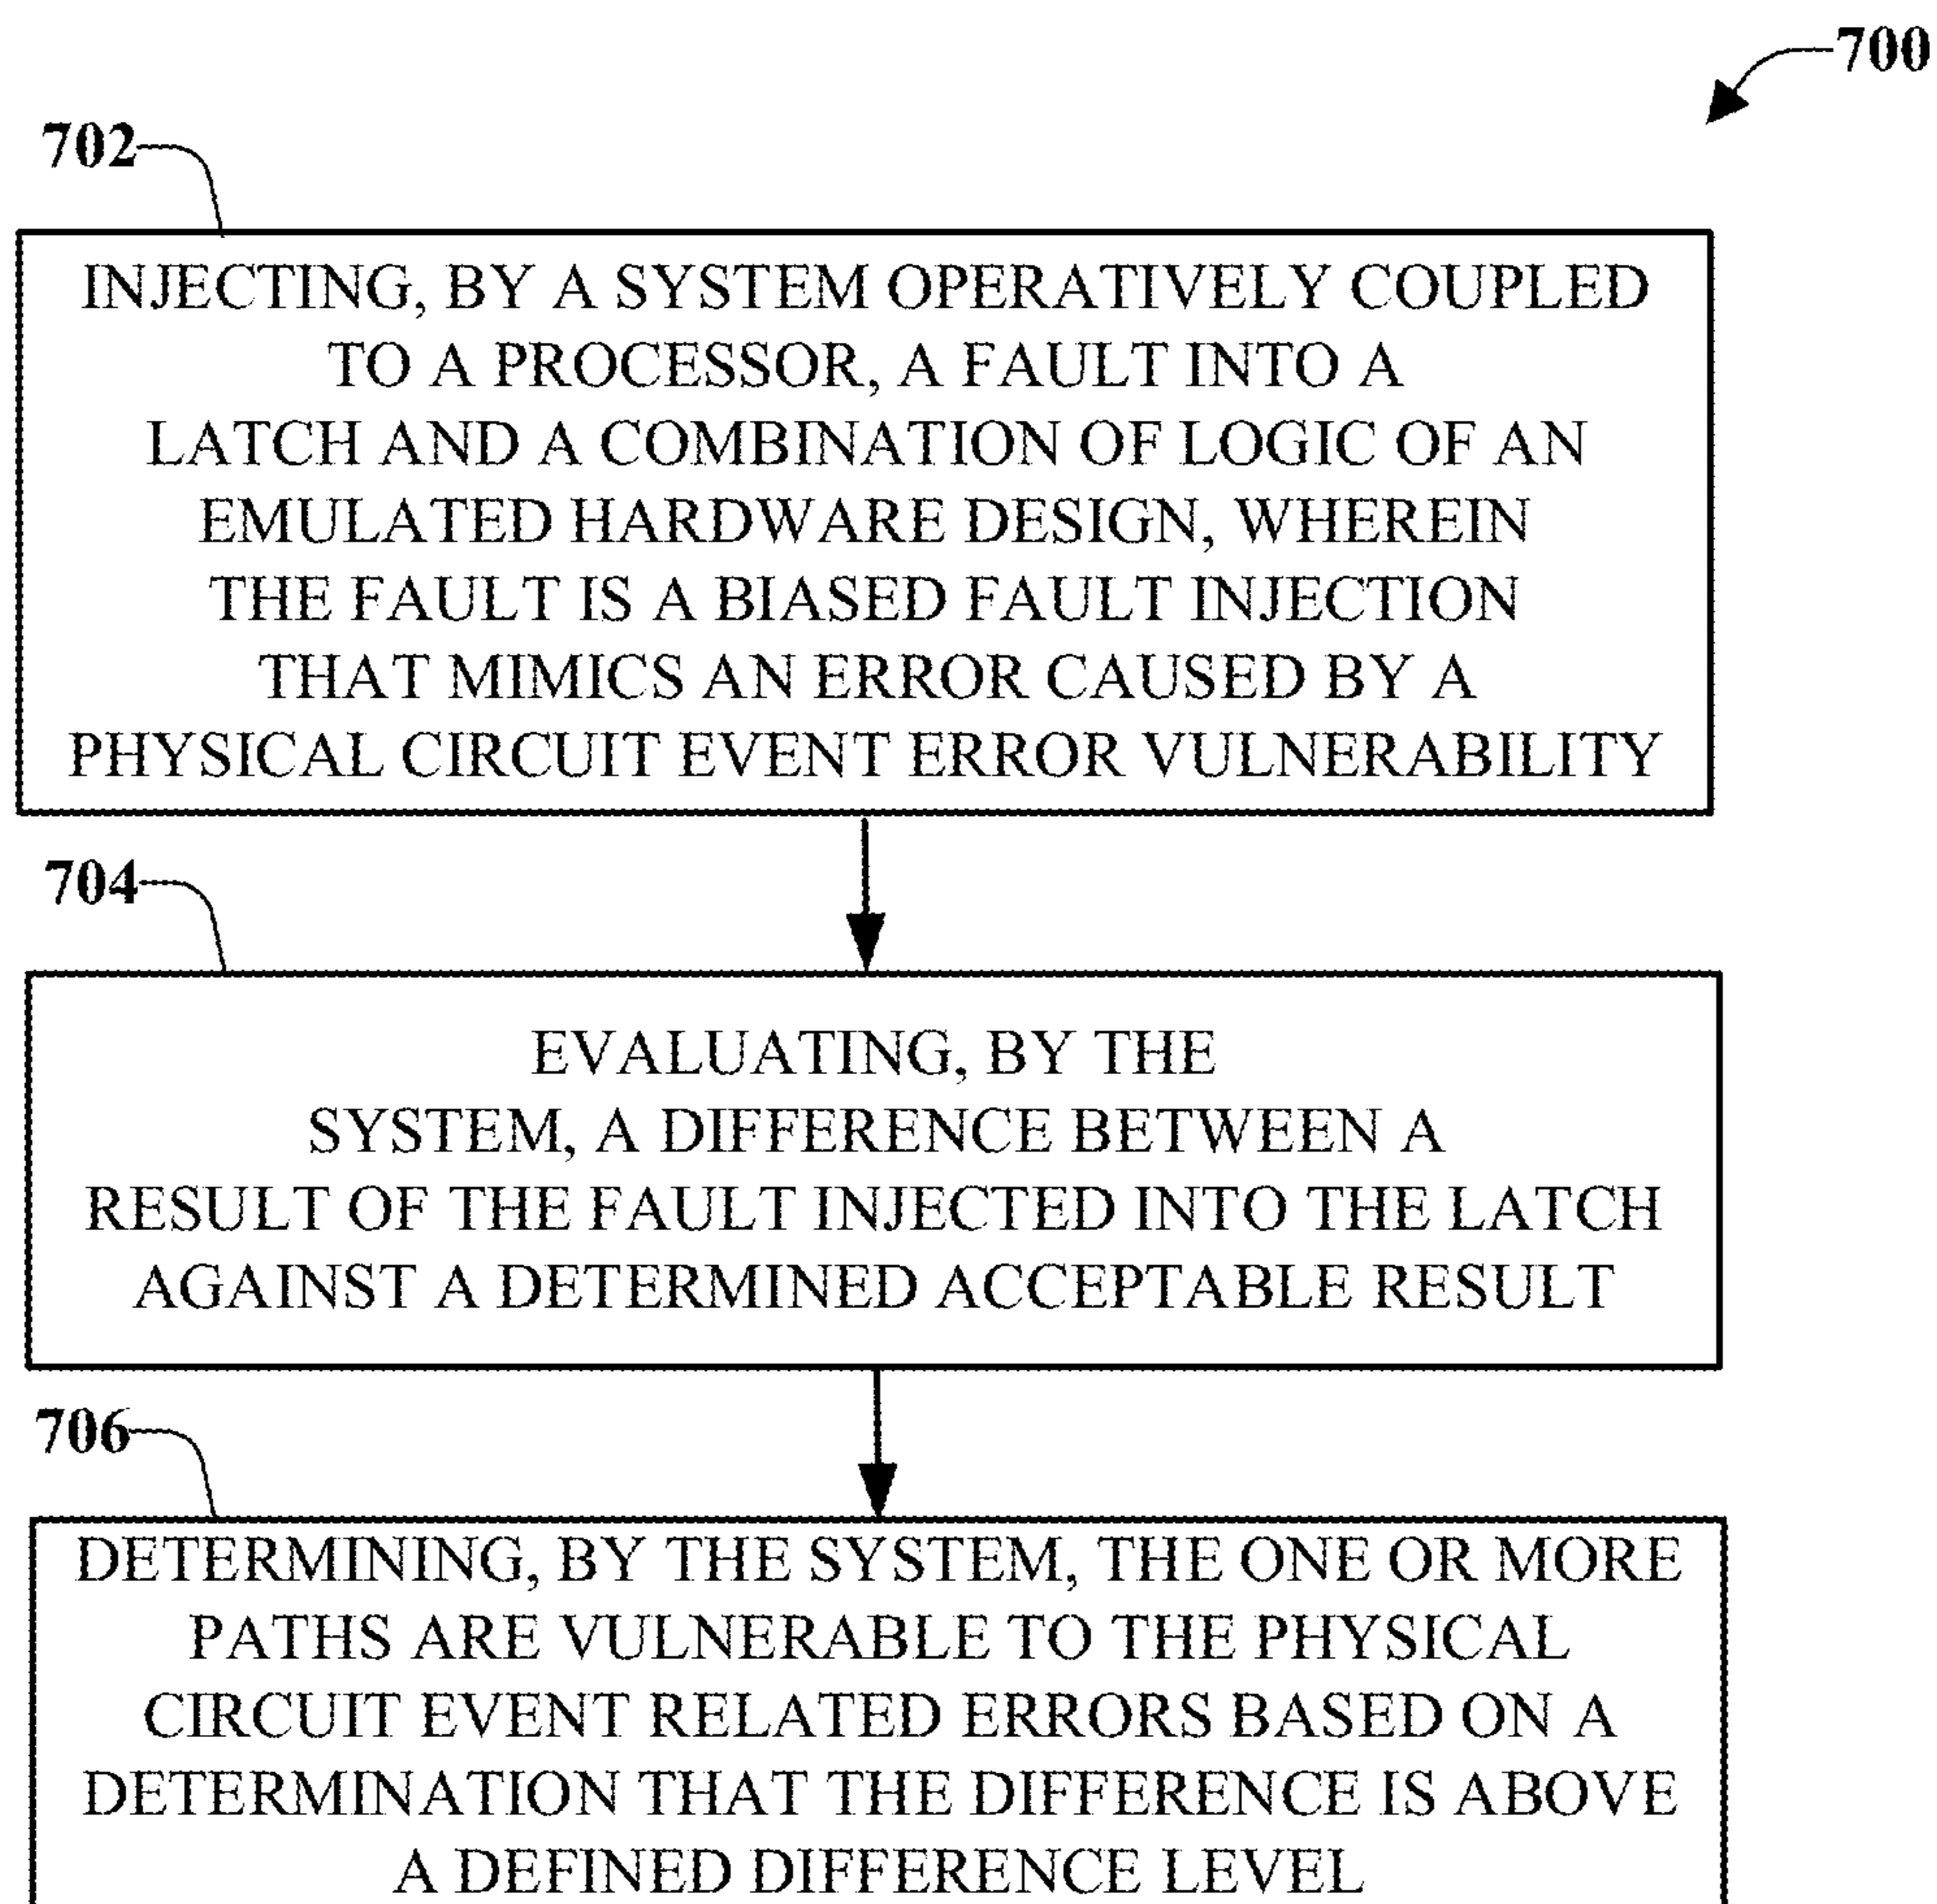 700
702
INJECTING, BY A SYSTEM OPERATIVELY COUPLED
TO A PROCESSOR, A FAULT INTO A
LATCH AND A COMBINATION OF LOGIC OF AN
EMULATED HARDWARE DESIGN, WHEREIN
THE FAULT IS A BIASED FAULT INJECTION
THAT MIMICS AN ERROR CAUSED BY A
PHYSICAL CIRCUIT EVENT ERROR VULNERABILITY
704
EVALUATING, BY THE
SYSTEM, A DIFFERENCE BETWEEN A
RESULT OF THE FAULT INJECTED INTO THE LATCH
AGAINST A DETERMINED ACCEPTABLE RESULT
706
DETERMINING, BY THE SYSTEM, THE ONE OR MORE
PATHS ARE VULNERABLE TO THE PHYSICAL
CIRCUIT EVENT RELATED ERRORS BASED ON A
DETERMINATION THAT THE DIFFERENCE IS ABOVE
A DEFINED DIFFERENCE LEVEL